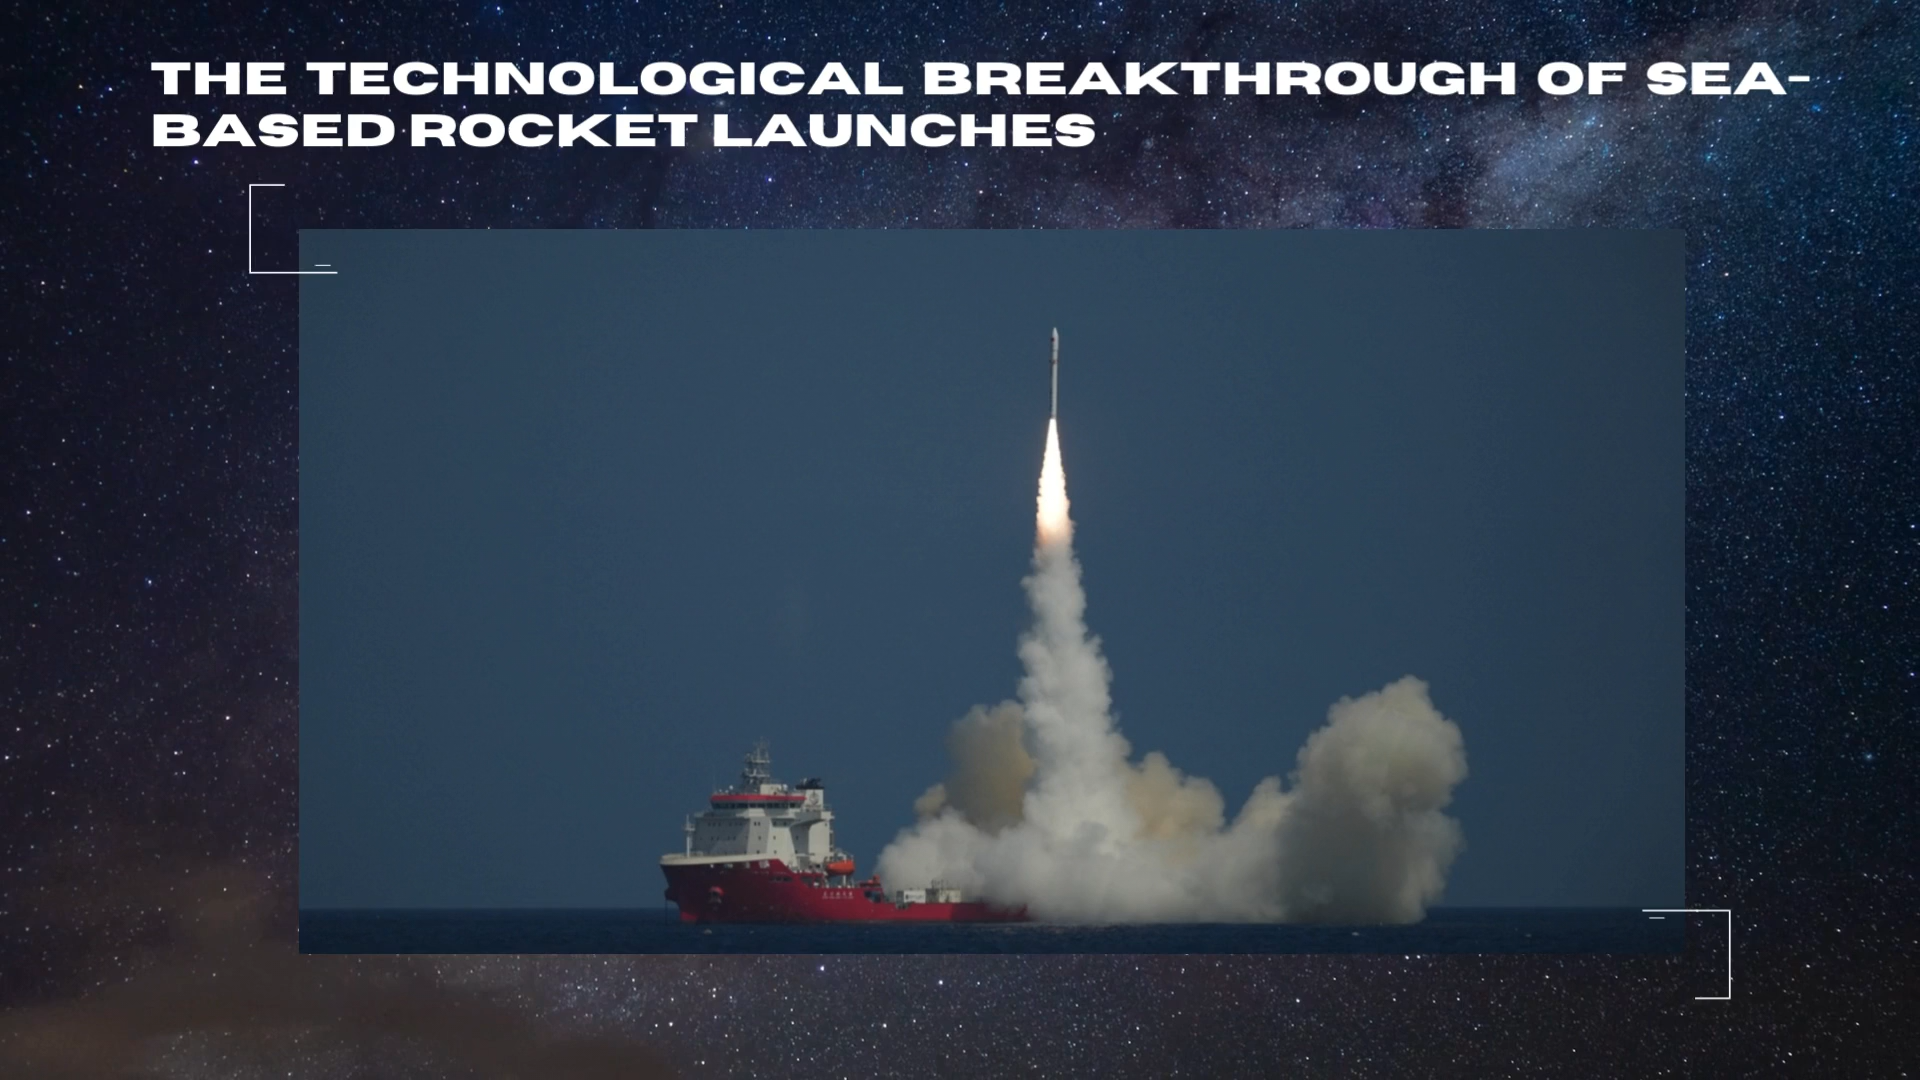 THE TECHNOLOGICAL BREAKTHROUGH OF SEA-
BASED ROCKET LAUNCHES